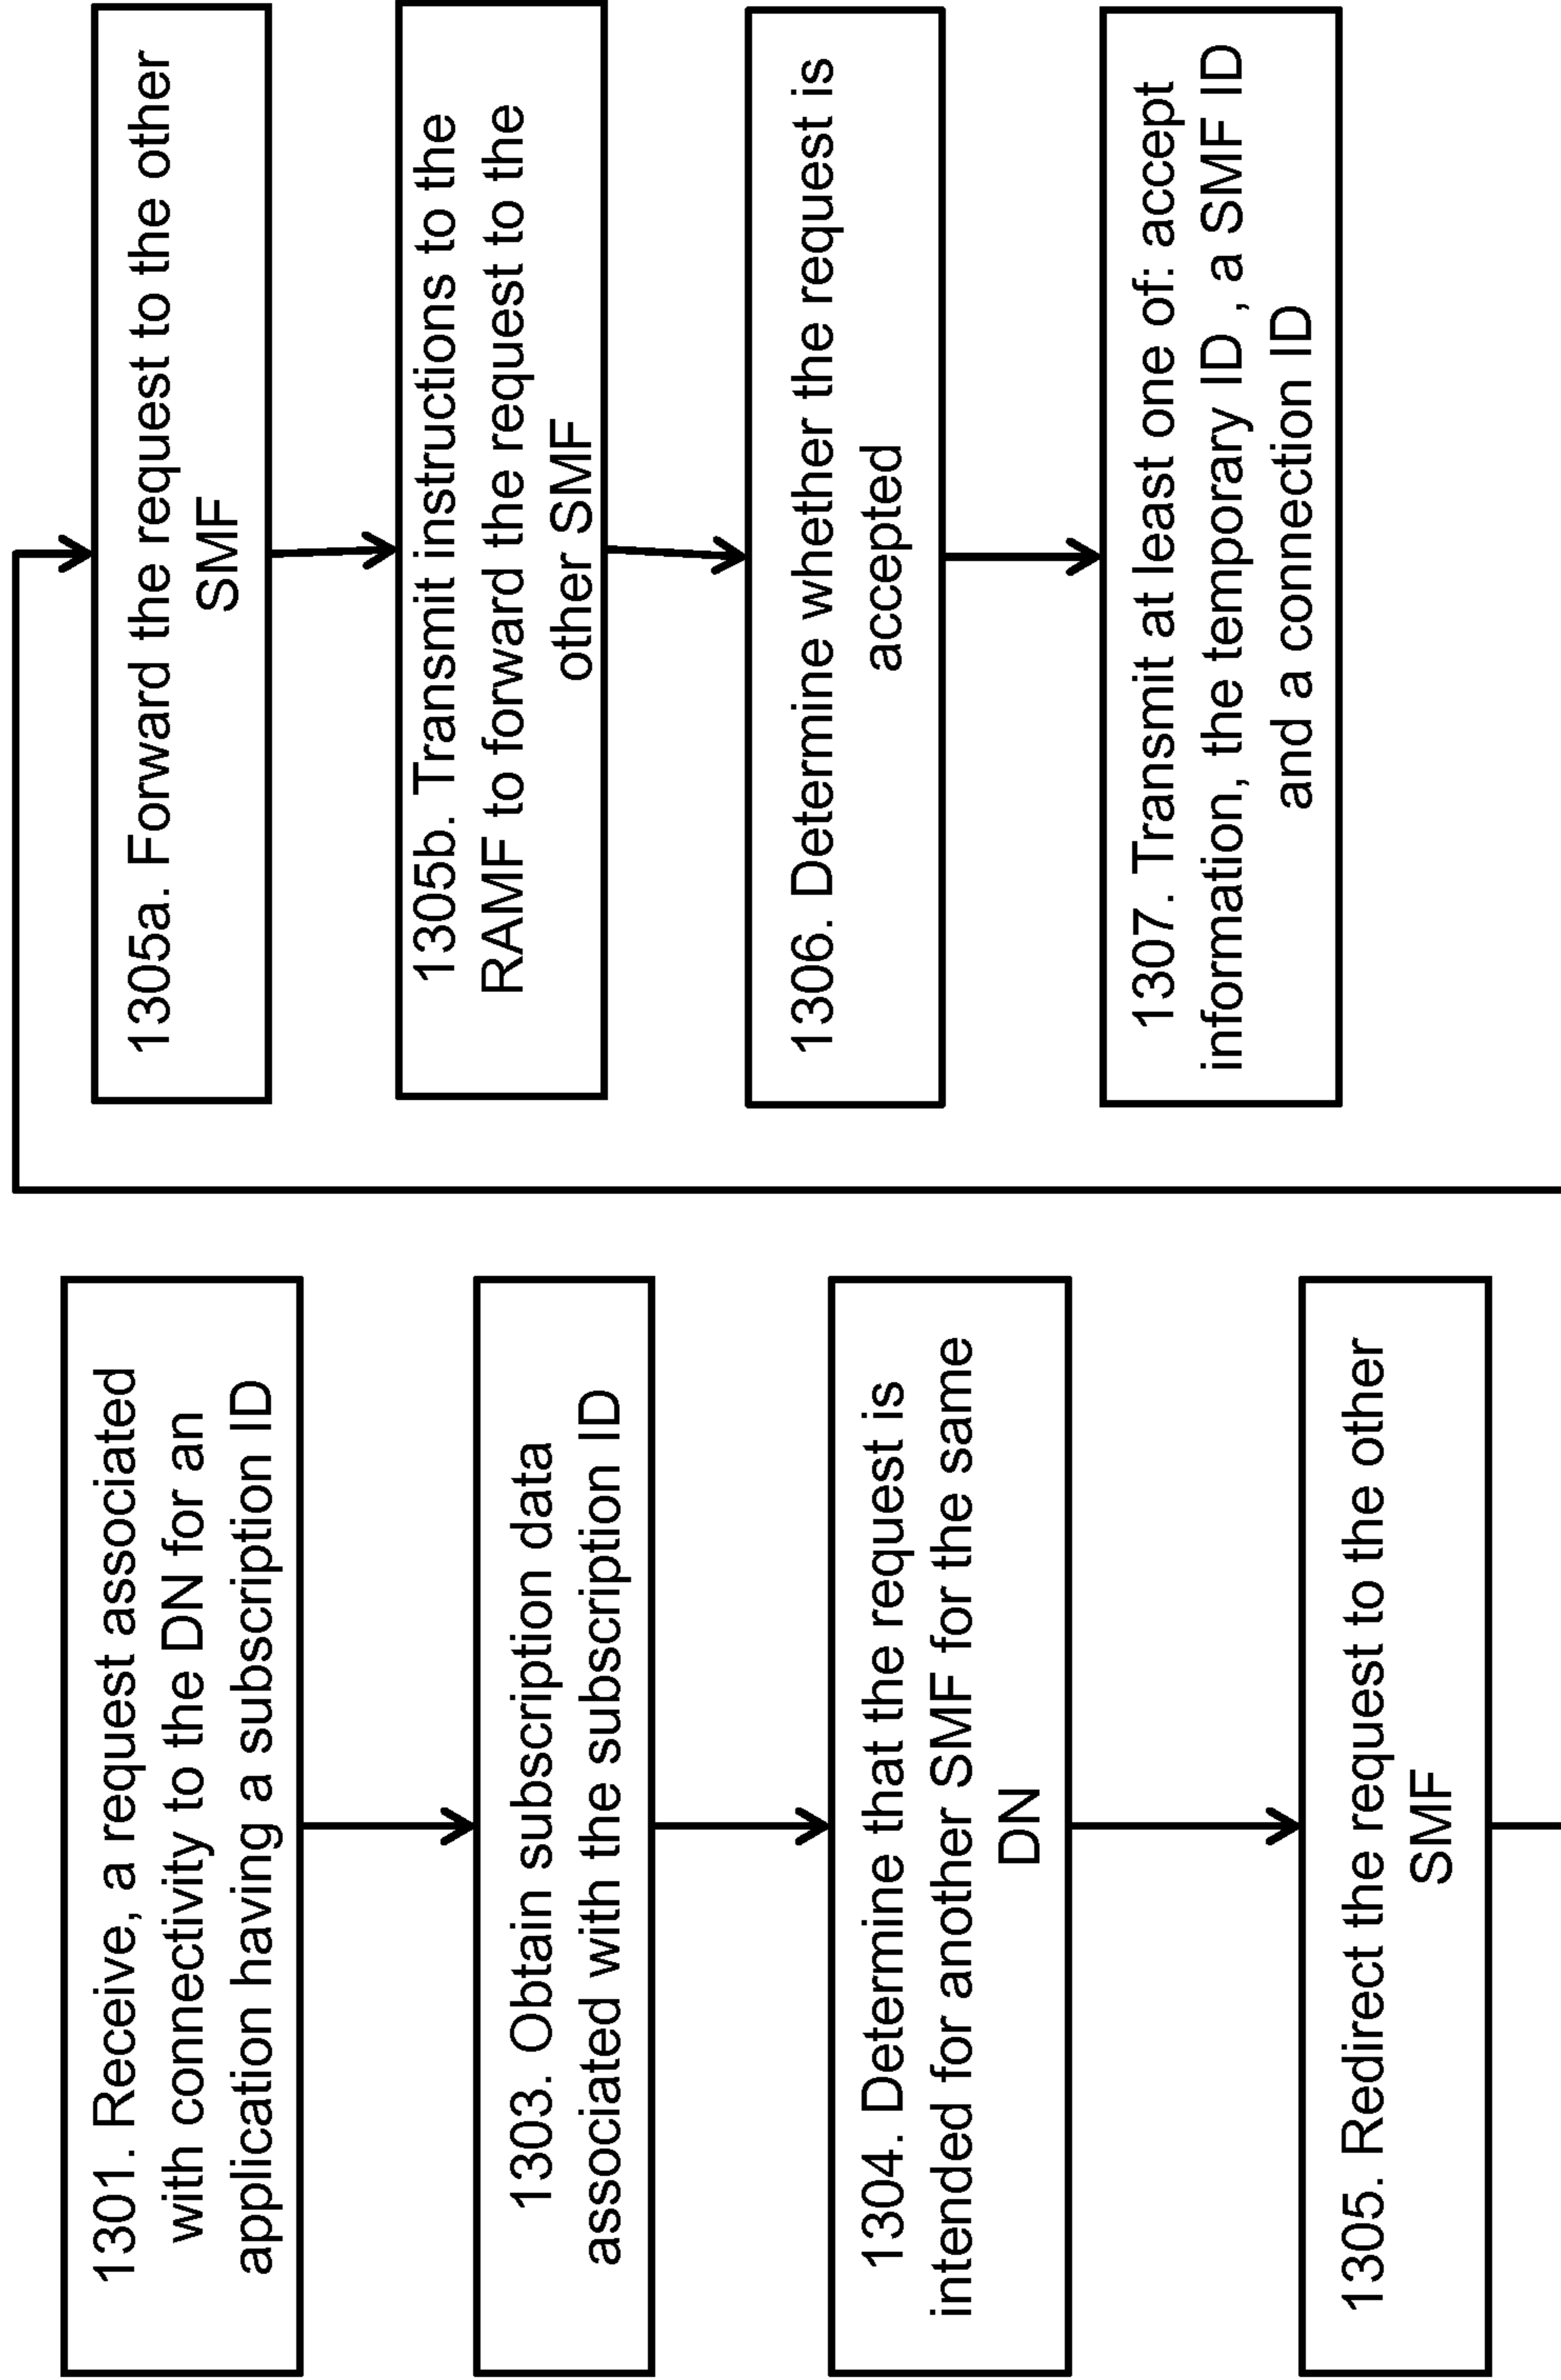 1301. Receive, a request associated
with connectivity to the DN for an
application having a subscription ID
1303. Obtain subscription data
associated with the subscription ID
1304. Determine that the request is
intended for another SMF for the same
DN
1305. Redirect the request to the other
SMF
1305a. Forward the request to the other
SMF
1305b. Transmit instructions to the
RAMF to forward the request to the
other SMF
1306. Determine whether the request is
accepted
1307. Transmit at least one of: accept
information, the temporary ID , a SMF ID
and a connection ID